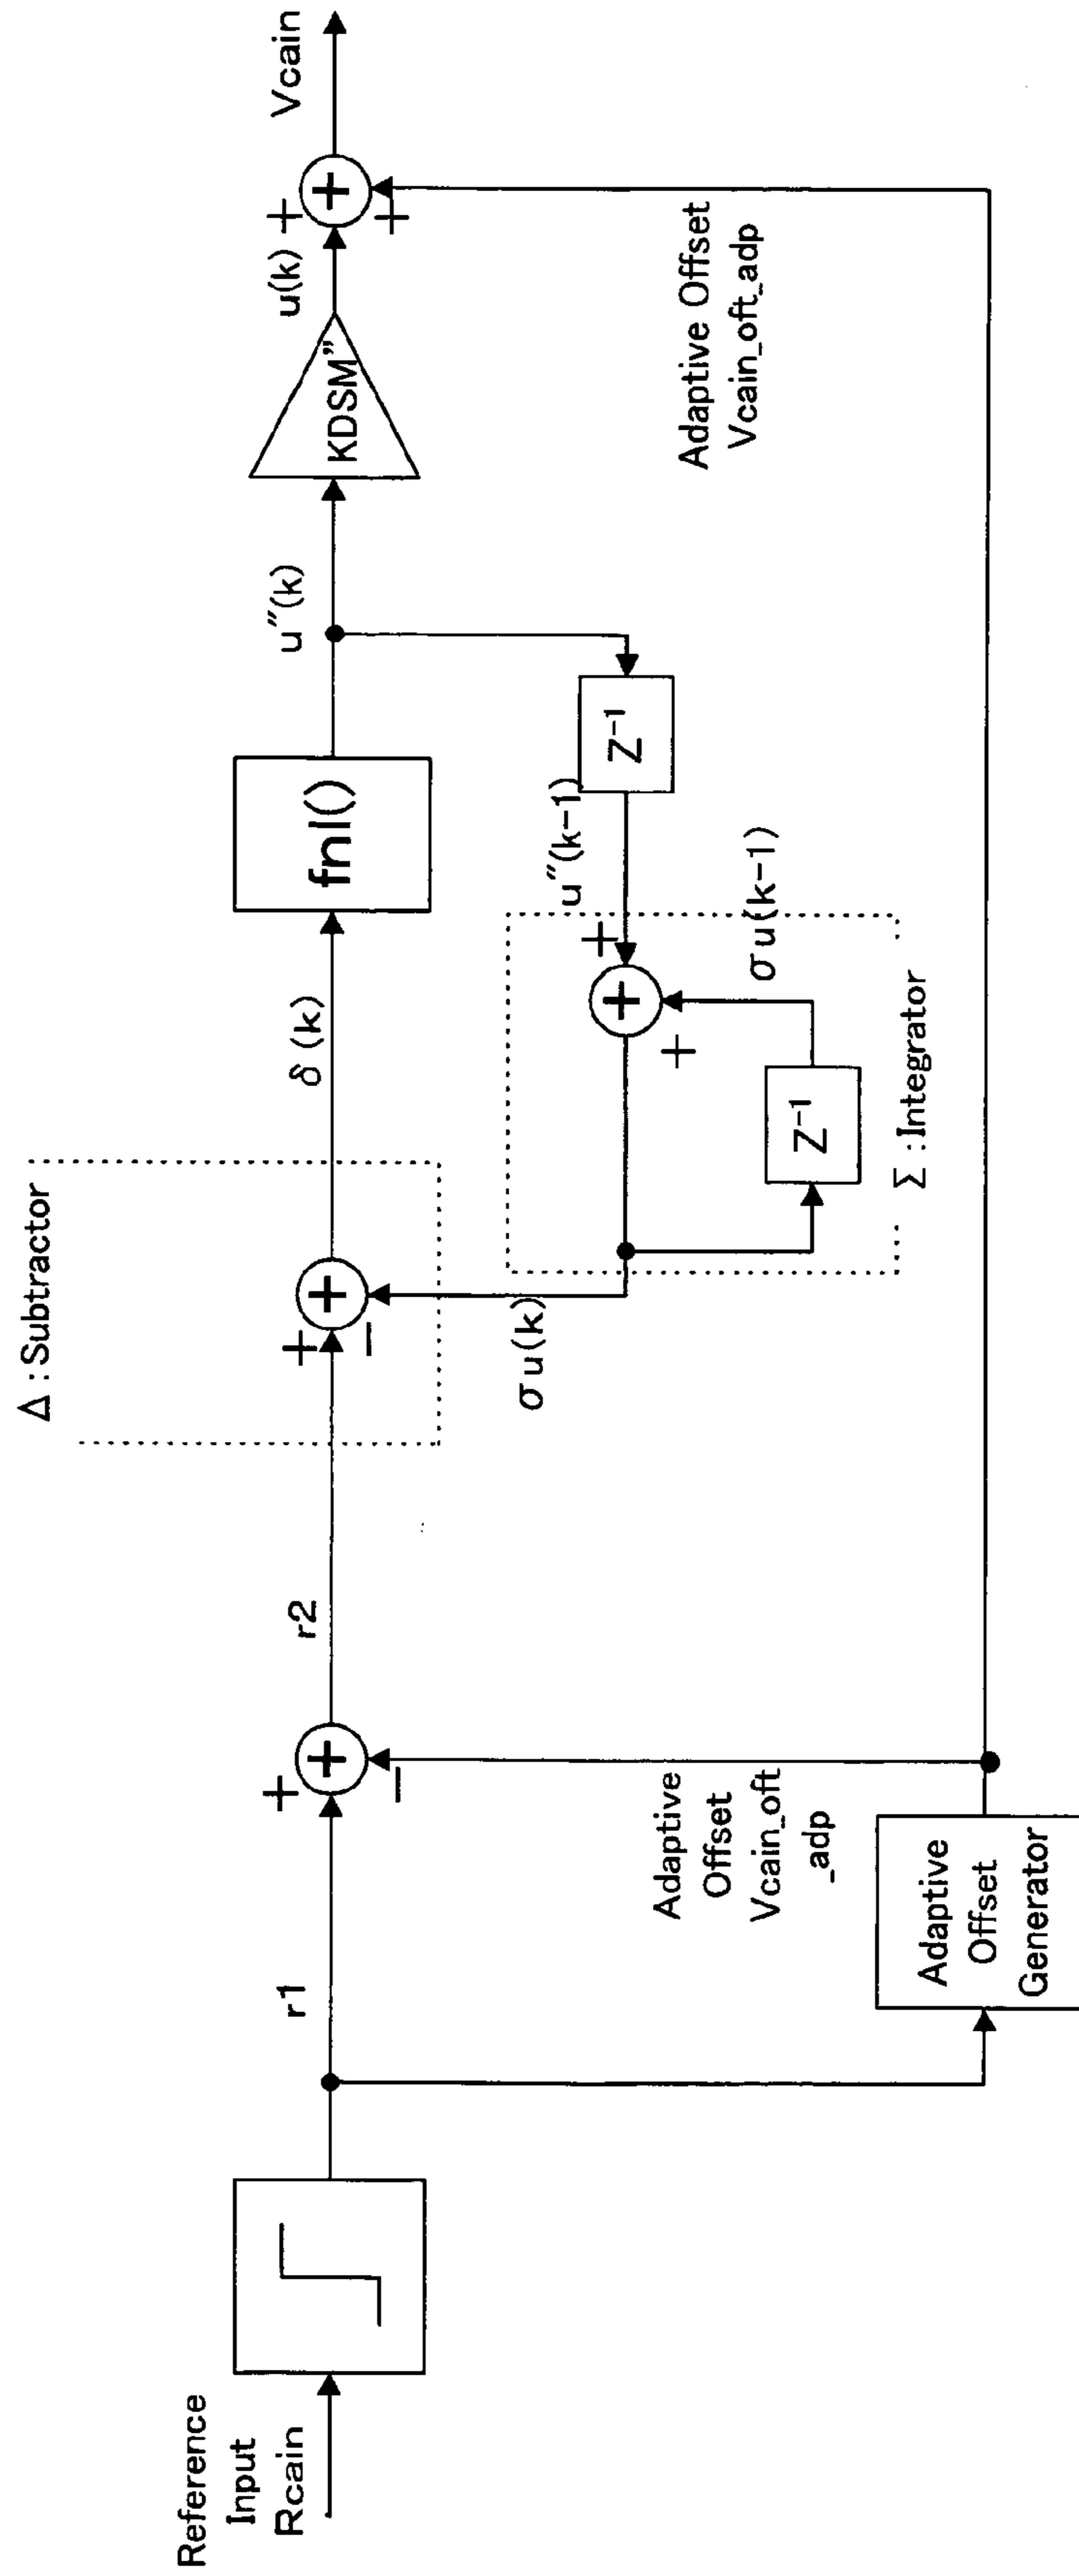 Reference
Input
Rcain
r1
Adaptive
Offset
Generator
Adaptive
Offset
Vcain_oft
_adp
+
+
−
r2
Δ : Subtractor
+
+
−
σu(k)
δ(k)
Σ : Integrator
Z⁻¹
σu(k-1)
+
+
+
u″(k-1)
Z⁻¹
fnl()
u″(k)
KDSM”
u(k)
+
+
+
Vcain
Adaptive Offset
Vcain_oft_adp